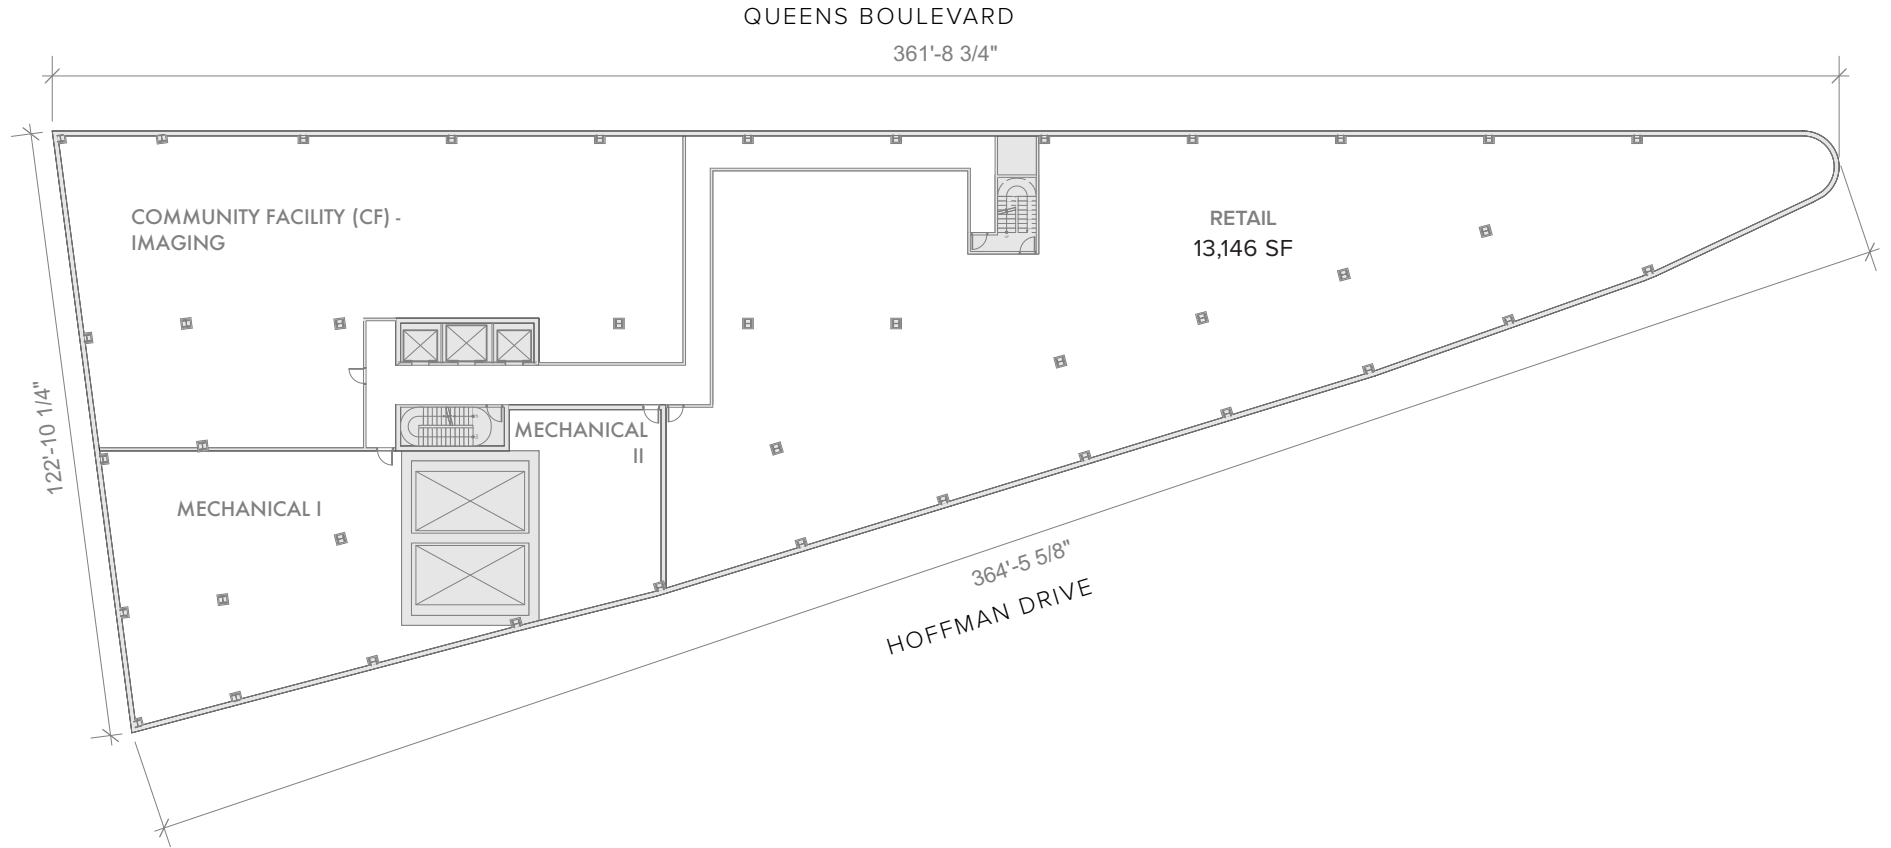 QUEENS BOULEVARD
361'-8 3/4"
COMMUNITY FACILITY (CF) -
IMAGING
RETAIL
13,146 SF
122'-10 1/4"
MECHANICAL
II
MECHANICAL I
364'-5 5/8"
HOFFMAN DRIVE